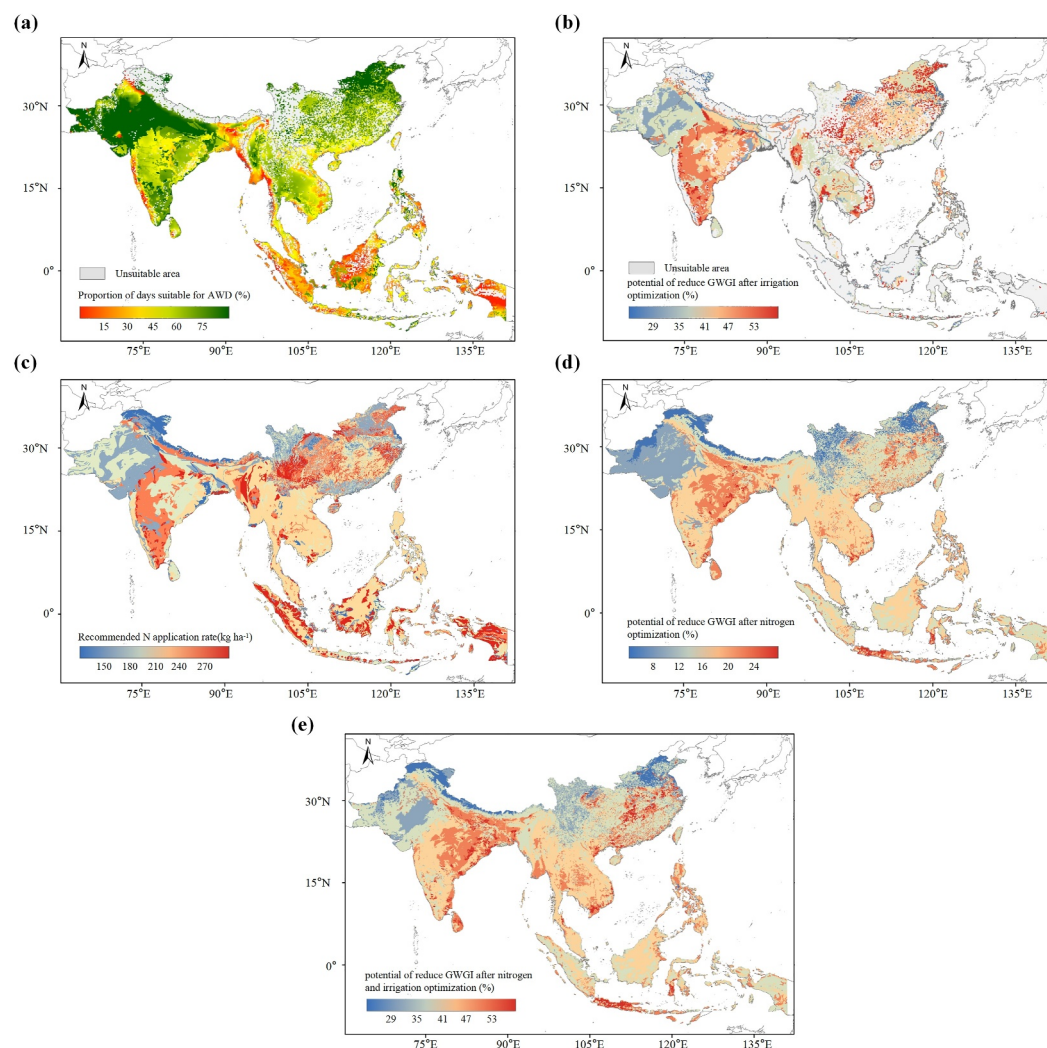 (a)
(b)
N
N
30°N
30°N
15°N
15°N
0°
0°
Unsuitable area
Unsuitable area
Proportion of days suitable for AWD (%)
potential of reduce GWGI after irrigation
optimization (%)
15 30 45 60 75
29 35 41 47 53
75°E 90°E 105°E 120°E 135°E
75°E 90°E 105°E 120°E 135°E
(c)
(d)
N
N
30°N
30°N
15°N
15°N
0°
0°
Recommended N application rate(kg ha⁻¹)
potential of reduce GWGI after nitrogen
optimization (%)
150 180 210 240 270
8 12 16 20 24
75°E 90°E 105°E 120°E 135°E
75°E 90°E 105°E 120°E 135°E
(e)
N
30°N
15°N
0°
potential of reduce GWGI after nitrogen
and irrigation optimization (%)
29 35 41 47 53
75°E 90°E 105°E 120°E 135°E